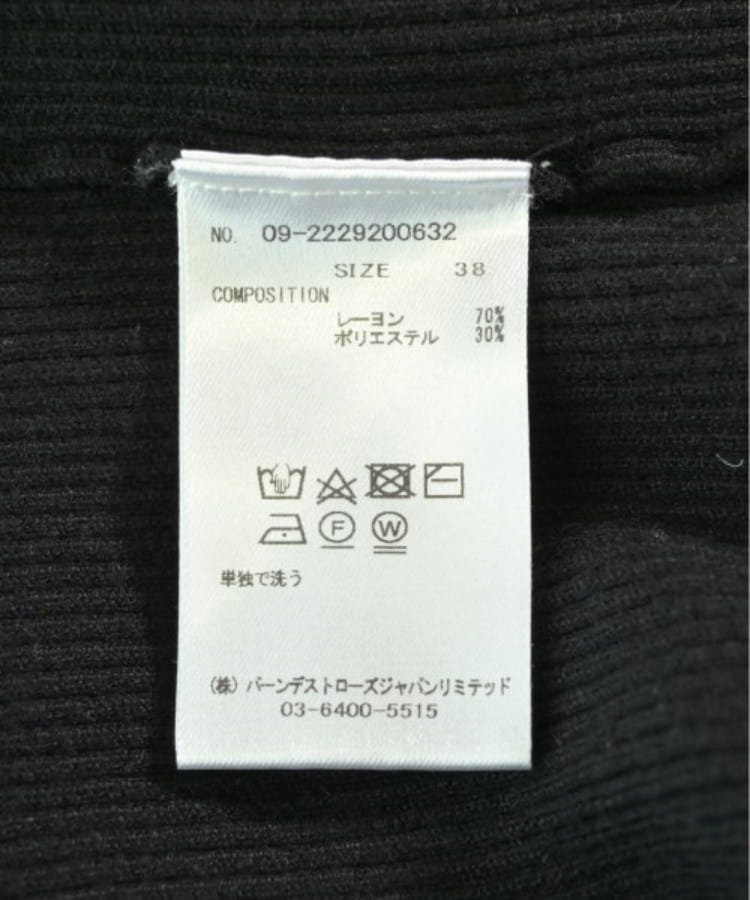 NO. 09-2229200632
SIZE 38
COMPOSITION
レーヨン 70%
ポリエステル 30%
F W
単独で洗う
(株) バーンデストローズジャパンリミテッド
03-6400-5515